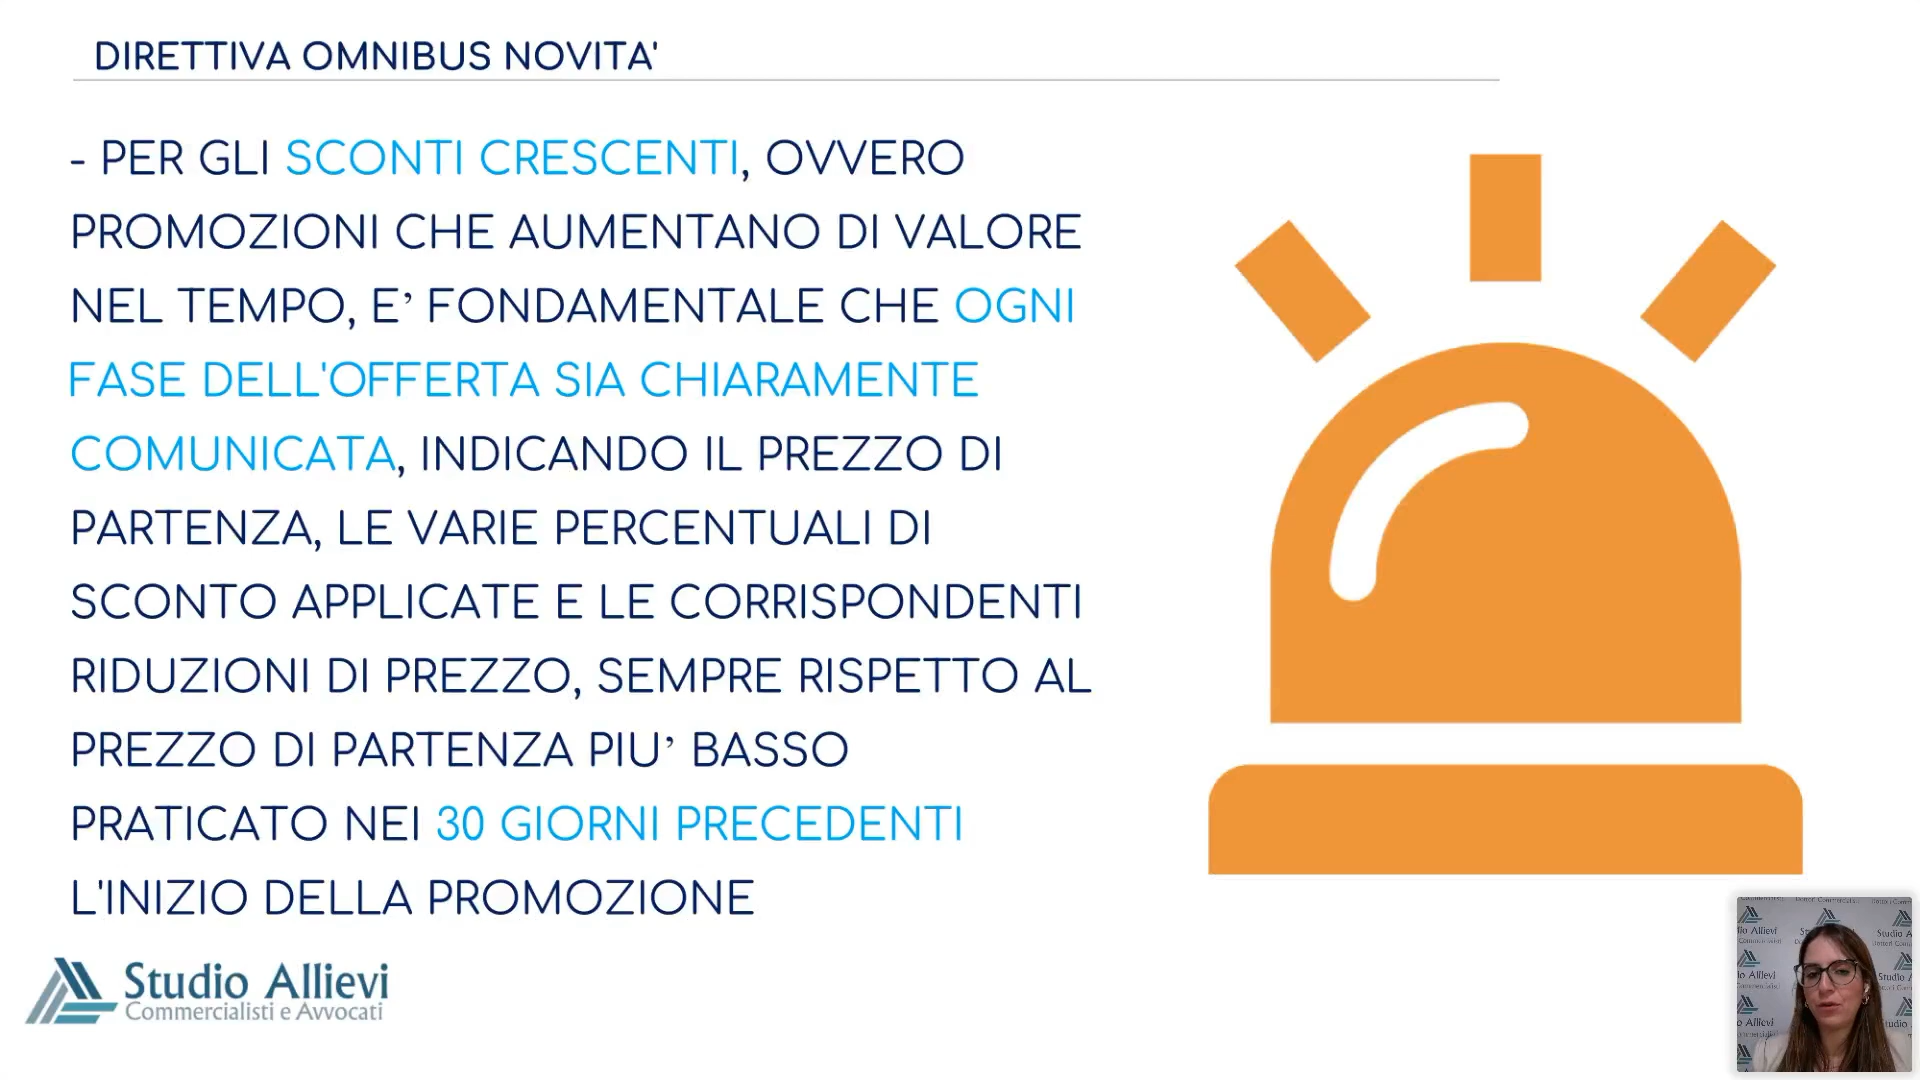 DIRETTIVA OMNIBUS NOVITA'
- PER GLI SCONTI CRESCENTI, OVVERO
PROMOZIONI CHE AUMENTANO DI VALORE
NEL TEMPO, E’ FONDAMENTALE CHE OGNI
FASE DELL'OFFERTA SIA CHIARAMENTE
COMUNICATA, INDICANDO IL PREZZO DI
PARTENZA, LE VARIE PERCENTUALI DI
SCONTO APPLICATE E LE CORRISPONDENTI
RIDUZIONI DI PREZZO, SEMPRE RISPETTO AL
PREZZO DI PARTENZA PIU’ BASSO
PRATICATO NEI 30 GIORNI PRECEDENTI
L'INIZIO DELLA PROMOZIONE
Studio Allievi
Commercialisti e Avvocati